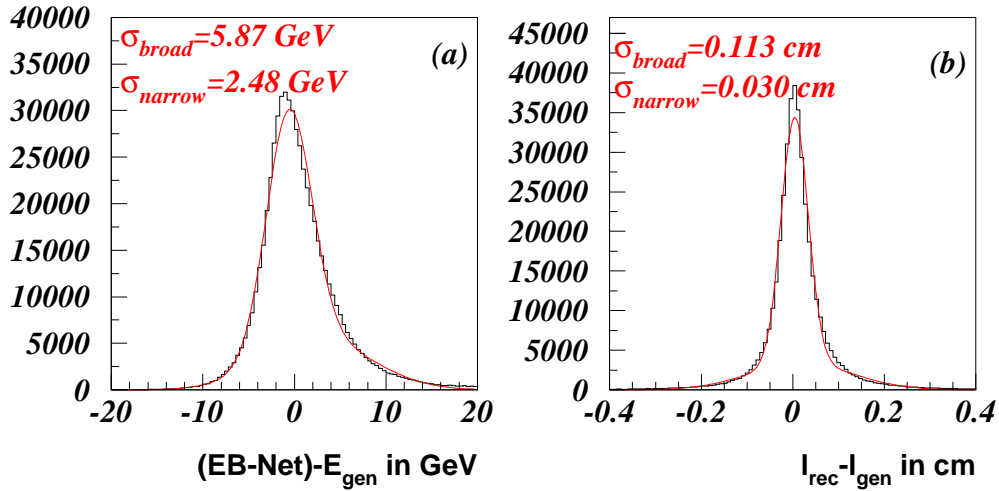 40000
35000
30000
25000
20000
15000
10000
5000
0
σbroad=5.87 GeV
σnarrow=2.48 GeV
(a)
-20 -10 0 10 20
(EB-Net)-Egen in GeV
45000
40000
35000
30000
25000
20000
15000
10000
5000
0
σbroad=0.113 cm
σnarrow=0.030 cm
(b)
-0.4 -0.2 0 0.2 0.4
lrec-lgen in cm